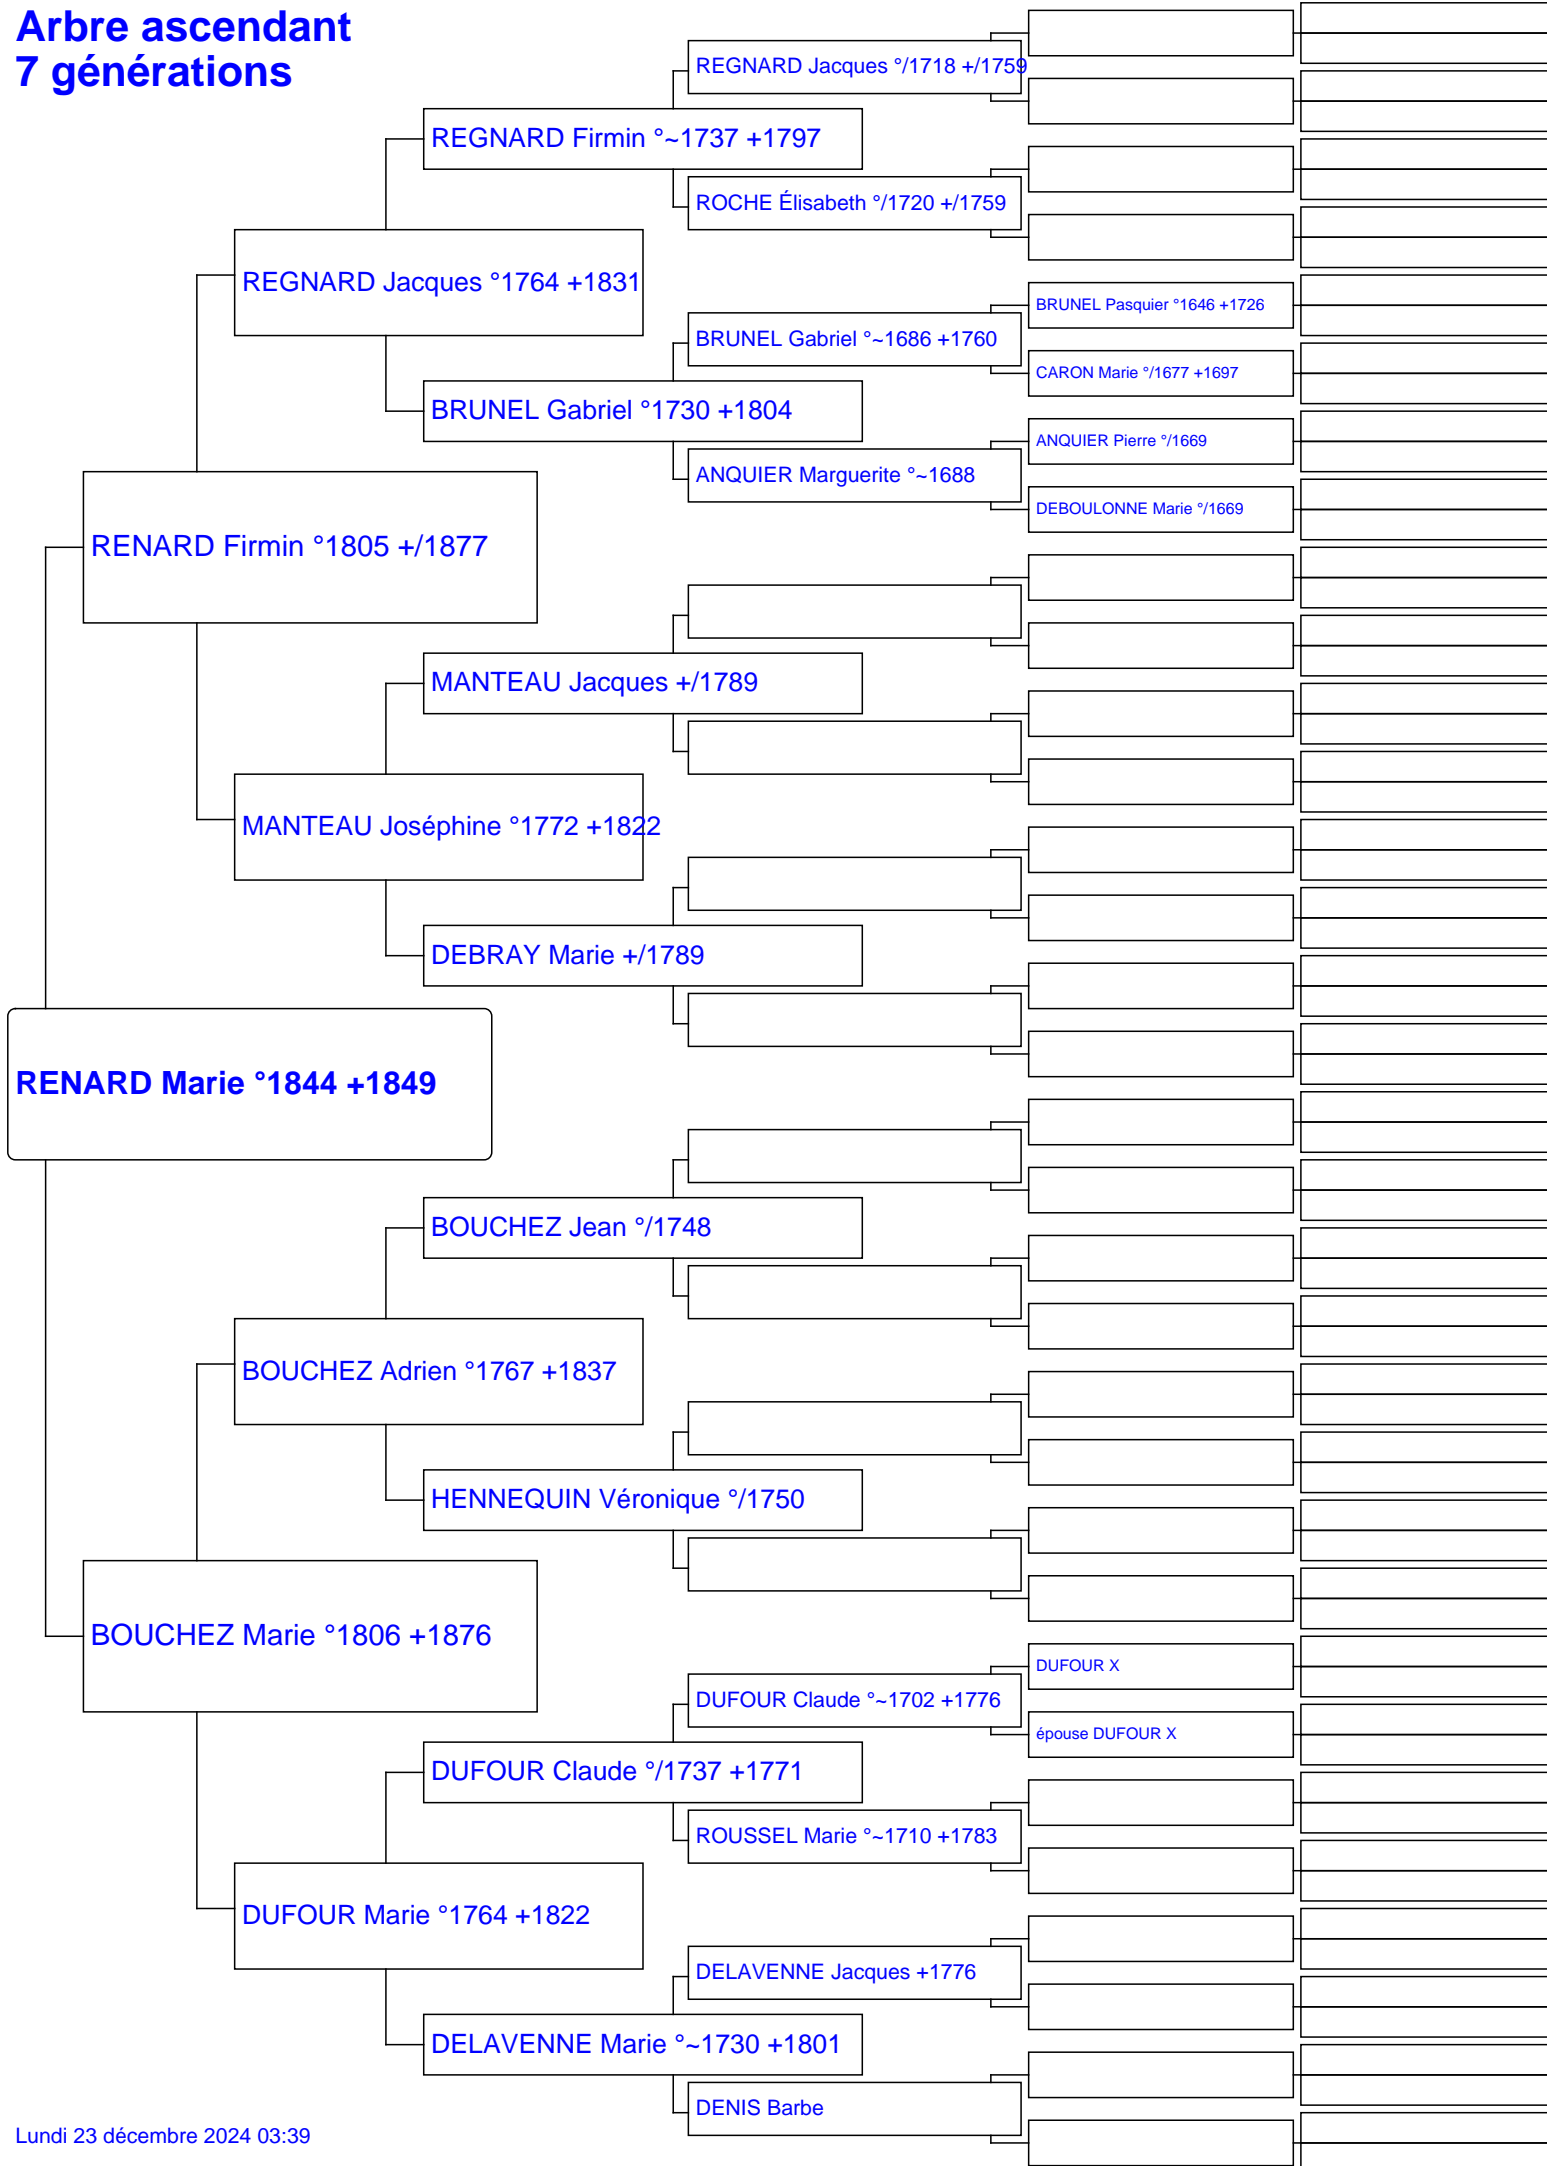 Arbre ascendant
7 générations
REGNARD Jacques °/1718 +/1759
REGNARD Firmin °~1737 +1797
ROCHE Élisabeth °/1720 +/1759
REGNARD Jacques °1764 +1831
BRUNEL Pasquier °1646 +1726
BRUNEL Gabriel °~1686 +1760
CARON Marie °/1677 +1697
BRUNEL Gabriel °1730 +1804
ANQUIER Pierre °/1669
ANQUIER Marguerite °~1688
DEBOULONNE Marie °/1669
RENARD Firmin °1805 +/1877
MANTEAU Jacques +/1789
MANTEAU Joséphine °1772 +1822
DEBRAY Marie +/1789
RENARD Marie °1844 +1849
BOUCHEZ Jean °/1748
BOUCHEZ Adrien °1767 +1837
HENNEQUIN Véronique °/1750
BOUCHEZ Marie °1806 +1876
DUFOUR X
DUFOUR Claude °~1702 +1776
épouse DUFOUR X
DUFOUR Claude °/1737 +1771
ROUSSEL Marie °~1710 +1783
DUFOUR Marie °1764 +1822
DELAVENNE Jacques +1776
DELAVENNE Marie °~1730 +1801
DENIS Barbe
Lundi 23 décembre 2024 03:39